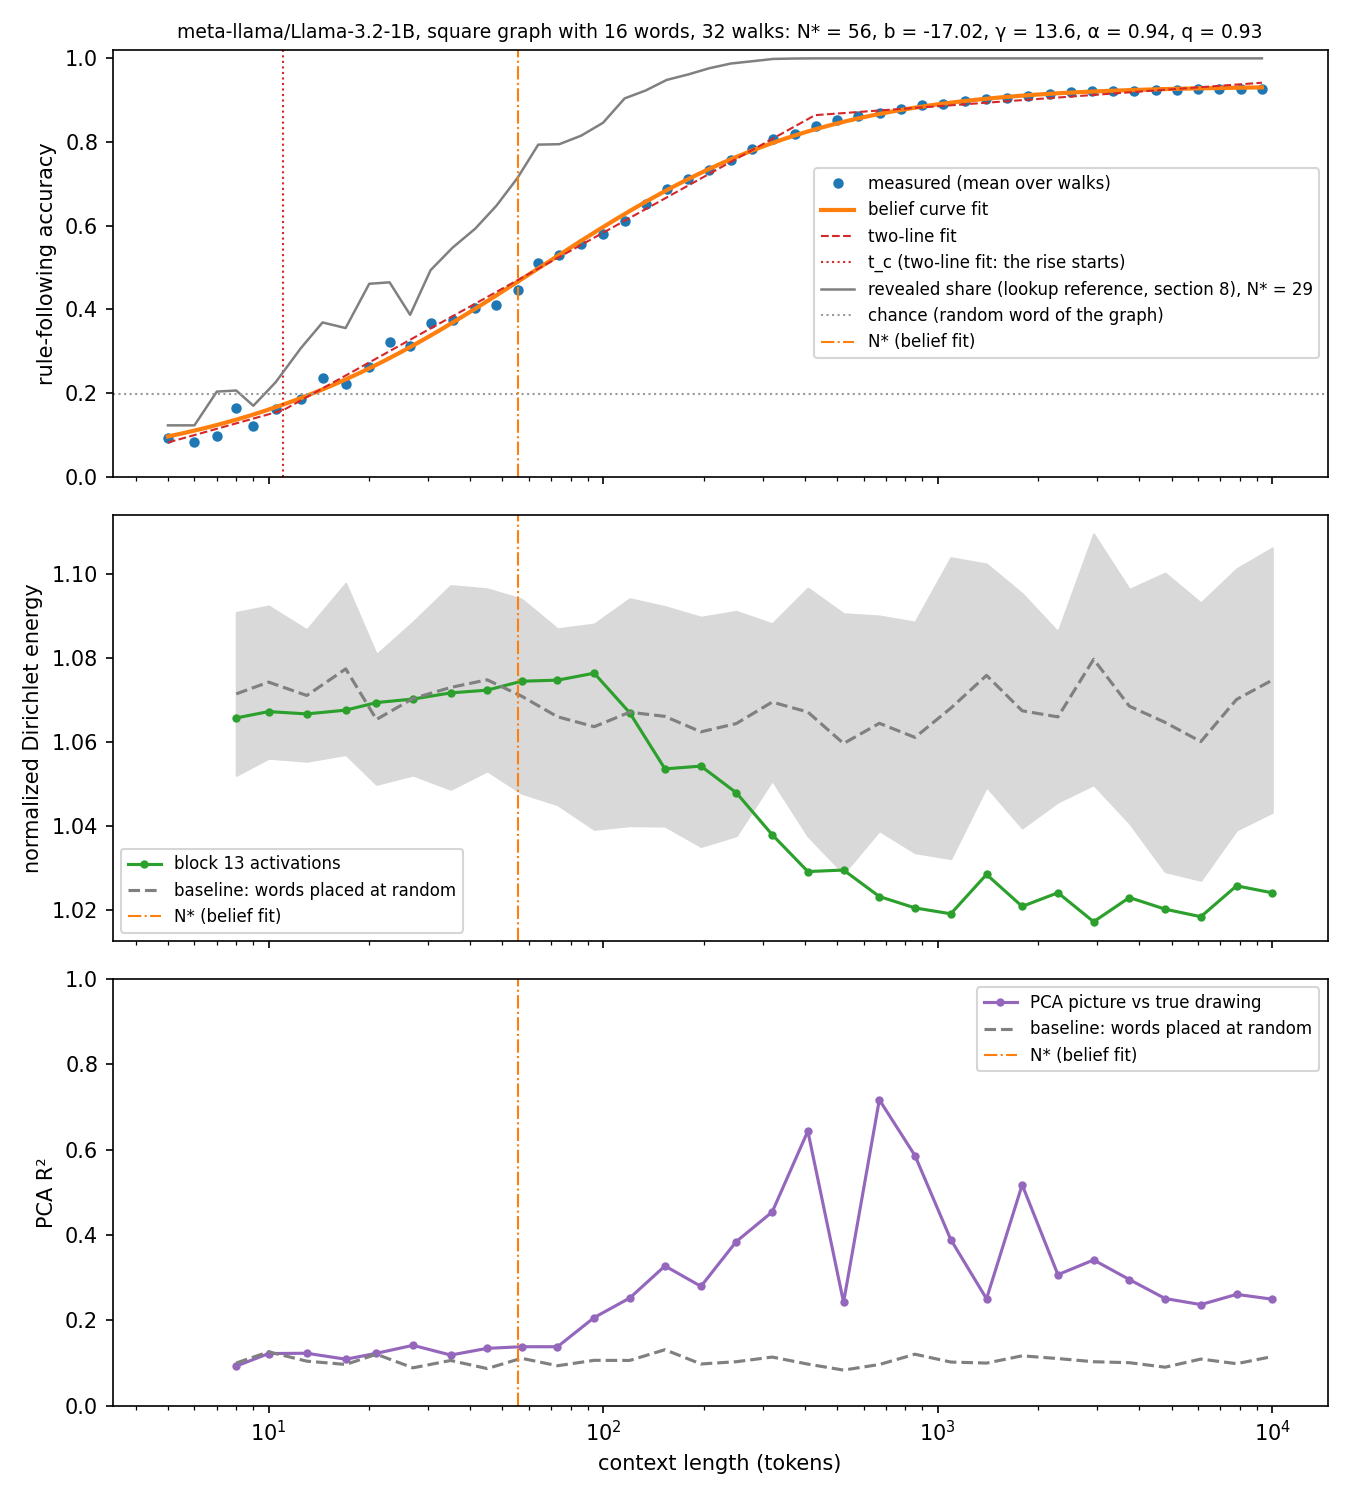 meta-llama/Llama-3.2-1B, square graph with 16 words, 32 walks: N* = 56, b = -17.02, γ = 13.6, α = 0.94, q = 0.93
1.0
0.8
0.6
0.4
0.2
0.0
rule-following accuracy
measured (mean over walks)
belief curve fit
two-line fit
t_c (two-line fit: the rise starts)
revealed share (lookup reference, section 8), N* = 29
chance (random word of the graph)
N* (belief fit)
1.10
1.08
1.06
1.04
1.02
normalized Dirichlet energy
block 13 activations
baseline: words placed at random
N* (belief fit)
1.0
0.8
0.6
0.4
0.2
0.0
PCA R²
PCA picture vs true drawing
baseline: words placed at random
N* (belief fit)
10¹ 10² 10³ 10⁴
context length (tokens)